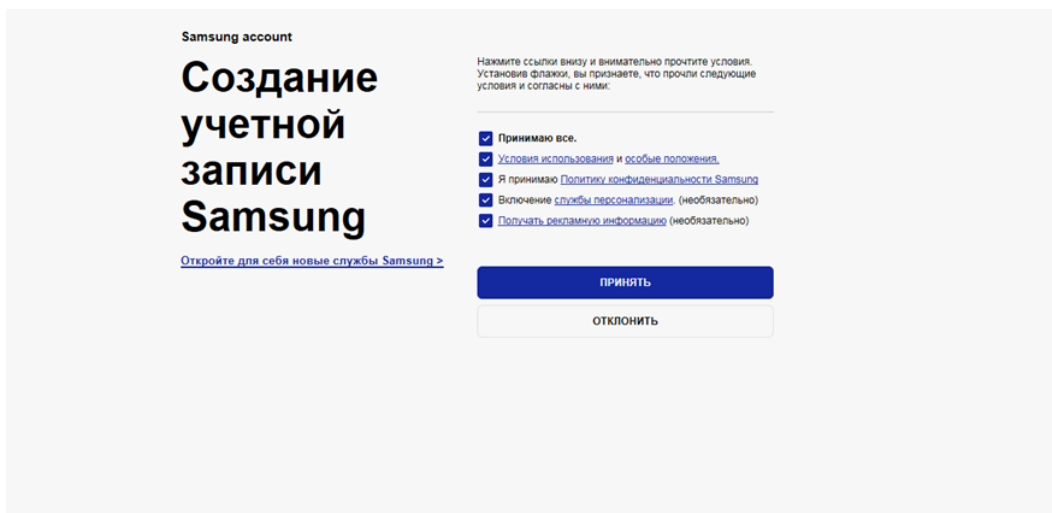 Samsung account
Создание
учетной
записи
Samsung
Откройте для себя новые службы Samsung >
Нажмите ссылки внизу и внимательно прочтите условия.
Установив флажки, вы признаете, что прочли следующие
условия и согласны с ними:
Принимаю все.
Условия использования и особые положения.
Я принимаю Политику конфиденциальности Samsung
Включение службы персонализации. (необязательно)
Получать рекламную информацию (необязательно)
ПРИНЯТЬ
ОТКЛОНИТЬ